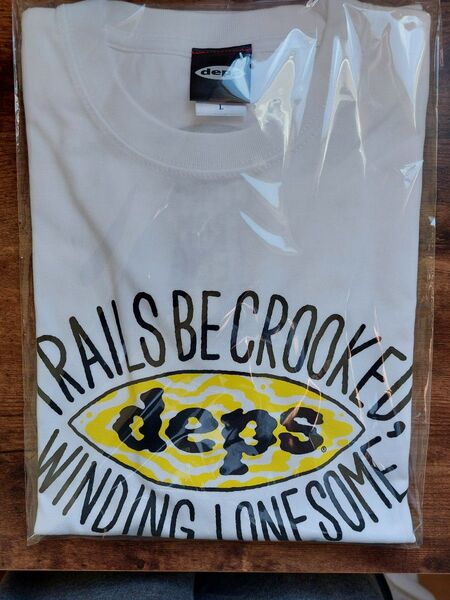 deps
L
TRAILS BE CROOKED,
deps®
WINDING, LONESOME,